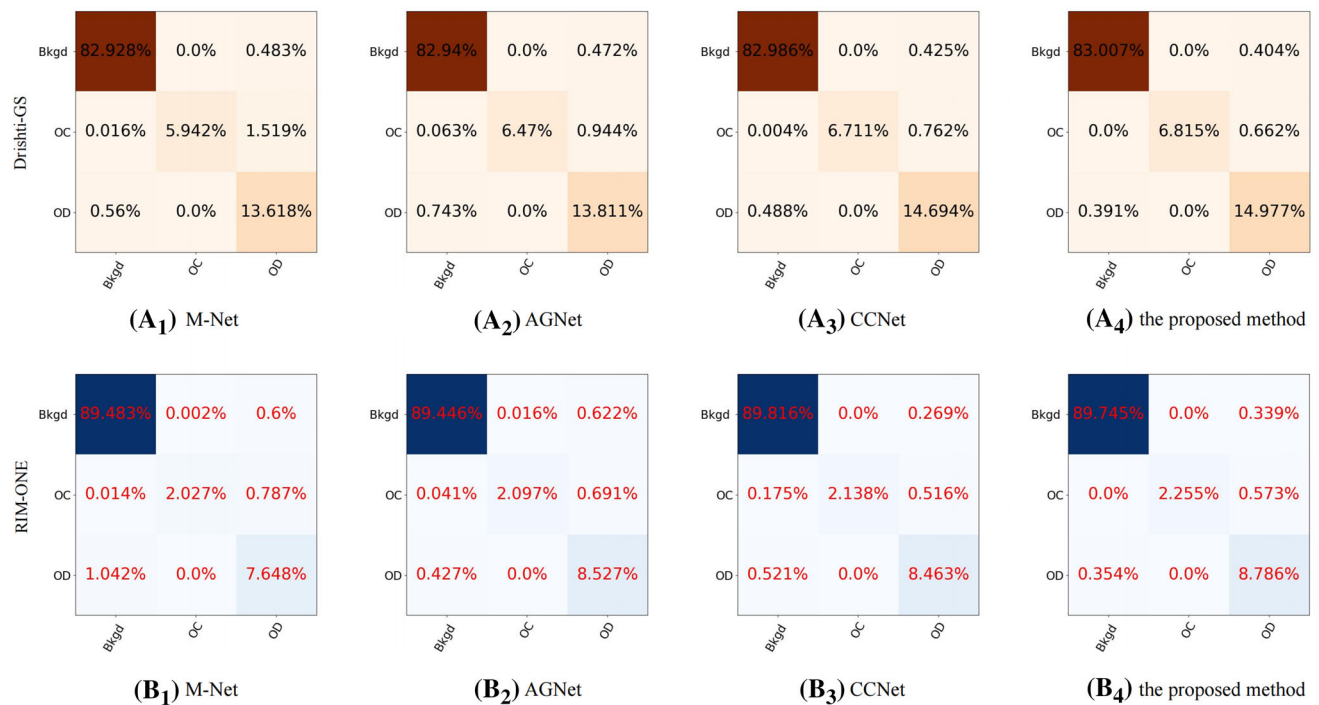 Drishti-GS
Bkgd 82.928% 0.0% 0.483%
OC 0.016% 5.942% 1.519%
OD 0.56% 0.0% 13.618%
Bkgd OC OD
(A1) M-Net
Bkgd 82.94% 0.0% 0.472%
OC 0.063% 6.47% 0.944%
OD 0.743% 0.0% 13.811%
Bkgd OC OD
(A2) AGNet
Bkgd 82.986% 0.0% 0.425%
OC 0.004% 6.711% 0.762%
OD 0.488% 0.0% 14.694%
Bkgd OC OD
(A3) CCNet
Bkgd 83.007% 0.0% 0.404%
OC 0.0% 6.815% 0.662%
OD 0.391% 0.0% 14.977%
Bkgd OC OD
(A4) the proposed method
RIM-ONE
Bkgd 89.483% 0.002% 0.6%
OC 0.014% 2.027% 0.787%
OD 1.042% 0.0% 7.648%
Bkgd OC OD
(B1) M-Net
Bkgd 89.446% 0.016% 0.622%
OC 0.041% 2.097% 0.691%
OD 0.427% 0.0% 8.527%
Bkgd OC OD
(B2) AGNet
Bkgd 89.816% 0.0% 0.269%
OC 0.175% 2.138% 0.516%
OD 0.521% 0.0% 8.463%
Bkgd OC OD
(B3) CCNet
Bkgd 89.745% 0.0% 0.339%
OC 0.0% 2.255% 0.573%
OD 0.354% 0.0% 8.786%
Bkgd OC OD
(B4) the proposed method